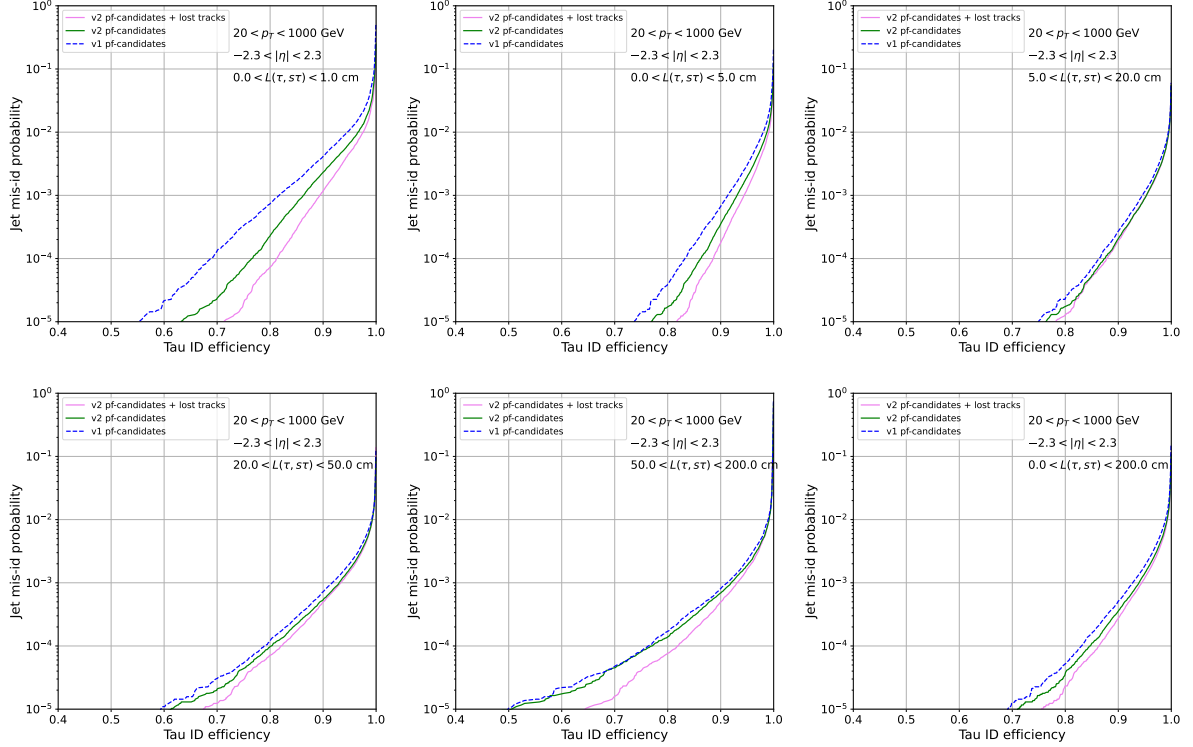 v2 pf-candidates + lost tracks
v2 pf-candidates
v1 pf-candidates
20 < p_T < 1000 GeV
−2.3 < |η| < 2.3
0.0 < L(τ, sτ) < 1.0 cm
10^0
10^−1
10^−2
10^−3
10^−4
10^−5
Jet mis-id probability
0.4 0.5 0.6 0.7 0.8 0.9 1.0
Tau ID efficiency
v2 pf-candidates + lost tracks
v2 pf-candidates
v1 pf-candidates
20 < p_T < 1000 GeV
−2.3 < |η| < 2.3
0.0 < L(τ, sτ) < 5.0 cm
10^0
10^−1
10^−2
10^−3
10^−4
10^−5
Jet mis-id probability
0.4 0.5 0.6 0.7 0.8 0.9 1.0
Tau ID efficiency
v2 pf-candidates + lost tracks
v2 pf-candidates
v1 pf-candidates
20 < p_T < 1000 GeV
−2.3 < |η| < 2.3
5.0 < L(τ, sτ) < 20.0 cm
10^0
10^−1
10^−2
10^−3
10^−4
10^−5
Jet mis-id probability
0.4 0.5 0.6 0.7 0.8 0.9 1.0
Tau ID efficiency
v2 pf-candidates + lost tracks
v2 pf-candidates
v1 pf-candidates
20 < p_T < 1000 GeV
−2.3 < |η| < 2.3
20.0 < L(τ, sτ) < 50.0 cm
10^0
10^−1
10^−2
10^−3
10^−4
10^−5
Jet mis-id probability
0.4 0.5 0.6 0.7 0.8 0.9 1.0
Tau ID efficiency
v2 pf-candidates + lost tracks
v2 pf-candidates
v1 pf-candidates
20 < p_T < 1000 GeV
−2.3 < |η| < 2.3
50.0 < L(τ, sτ) < 200.0 cm
10^0
10^−1
10^−2
10^−3
10^−4
10^−5
Jet mis-id probability
0.4 0.5 0.6 0.7 0.8 0.9 1.0
Tau ID efficiency
v2 pf-candidates + lost tracks
v2 pf-candidates
v1 pf-candidates
20 < p_T < 1000 GeV
−2.3 < |η| < 2.3
0.0 < L(τ, sτ) < 200.0 cm
10^0
10^−1
10^−2
10^−3
10^−4
10^−5
Jet mis-id probability
0.4 0.5 0.6 0.7 0.8 0.9 1.0
Tau ID efficiency